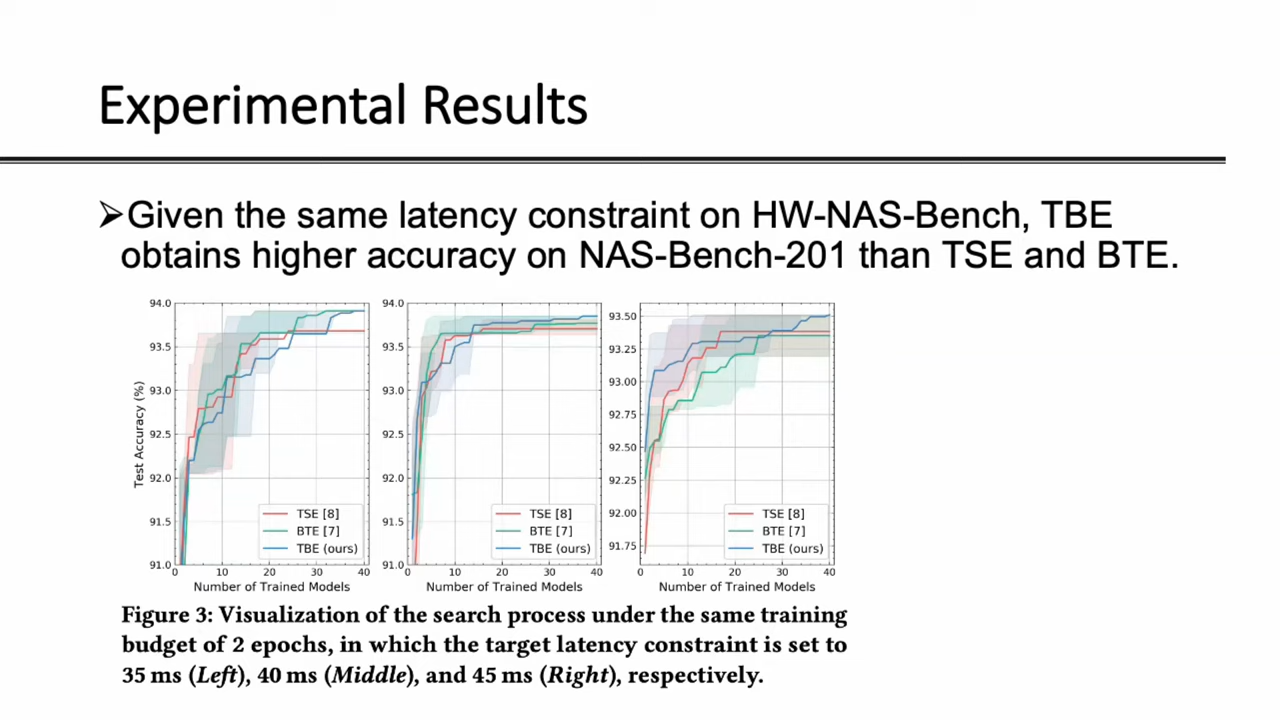 Experimental Results
➢Given the same latency constraint on HW-NAS-Bench, TBE
obtains higher accuracy on NAS-Bench-201 than TSE and BTE.
Test Accuracy (%)
94.0
93.5
93.0
92.5
92.0
91.5
91.0
0 10 20 30 40
Number of Trained Models
TSE [8]
BTE [7]
TBE (ours)
94.0
93.5
93.0
92.5
92.0
91.5
91.0
0 10 20 30 40
Number of Trained Models
TSE [8]
BTE [7]
TBE (ours)
93.50
93.25
93.00
92.75
92.50
92.25
92.00
91.75
0 10 20 30 40
Number of Trained Models
TSE [8]
BTE [7]
TBE (ours)
Figure 3: Visualization of the search process under the same training
budget of 2 epochs, in which the target latency constraint is set to
35 ms (Left), 40 ms (Middle), and 45 ms (Right), respectively.